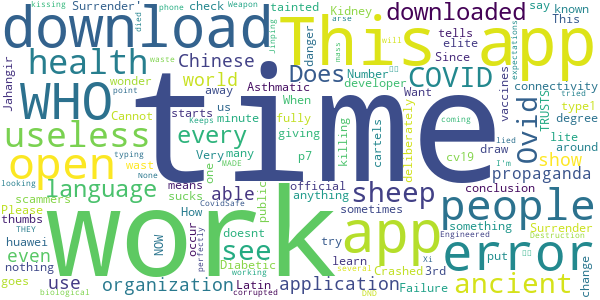 kissing Surrender' Weapon check tainted Kidney known This say
download This app downloaded
Jahangir health phone died Jinping arse mass Chinese Does COVID tells elite Since developer will expectations
WHO world wonder danger Number waste point Asthmatic When fully connectivity tried
useless away starts every us minute giving killing cartels deliberately vaccines type1 TRUSTS degree
time Ovid
open Cannot typing Very many p7 cv19 lite draw around
language wast None able once public official anything conclusion show propaganda
work app people
scammers means Please looking MADE sucks CovidSafe sometimes sheep coming lied I'm something
thumbs THEY NOW How occur doesnt see try learn Surrender put
huawei even perfectly Diabetic working application Crashed 3rd error
nothing use Keeps Latin several Failure Engineered Destruction Xi
goes biological organization corrupted UNO ancient change